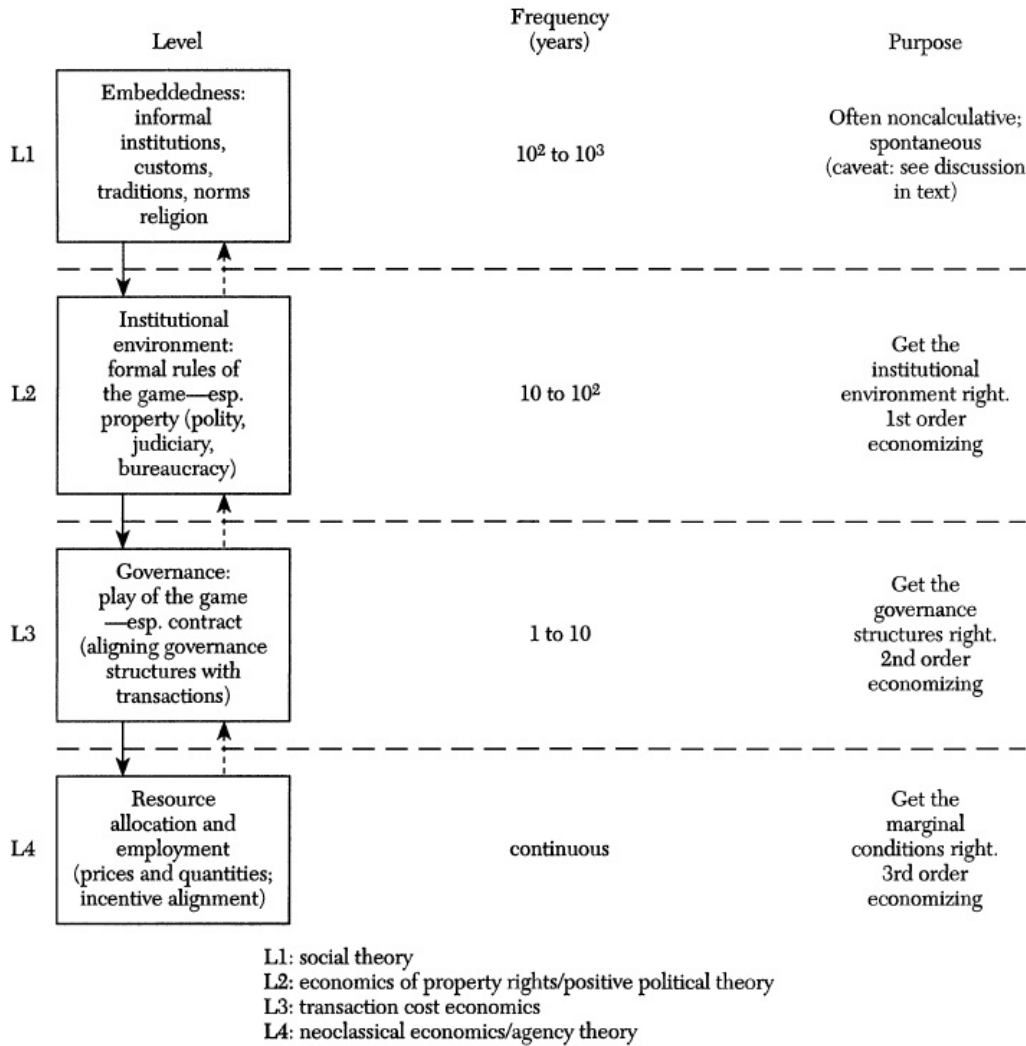 Level
Frequency
(years)
Purpose
L1
Embeddedness:
informal
institutions,
customs,
traditions, norms
religion
10² to 10³
Often noncalculative;
spontaneous
(caveat: see discussion
in text)
L2
Institutional
environment:
formal rules of
the game—esp.
property (polity,
judiciary,
bureaucracy)
10 to 10²
Get the
institutional
environment right.
1st order
economizing
L3
Governance:
play of the game
—esp. contract
(aligning governance
structures with
transactions)
1 to 10
Get the
governance
structures right.
2nd order
economizing
L4
Resource
allocation and
employment
(prices and quantities;
incentive alignment)
continuous
Get the
marginal
conditions right.
3rd order
economizing
L1: social theory
L2: economics of property rights/positive political theory
L3: transaction cost economics
L4: neoclassical economics/agency theory